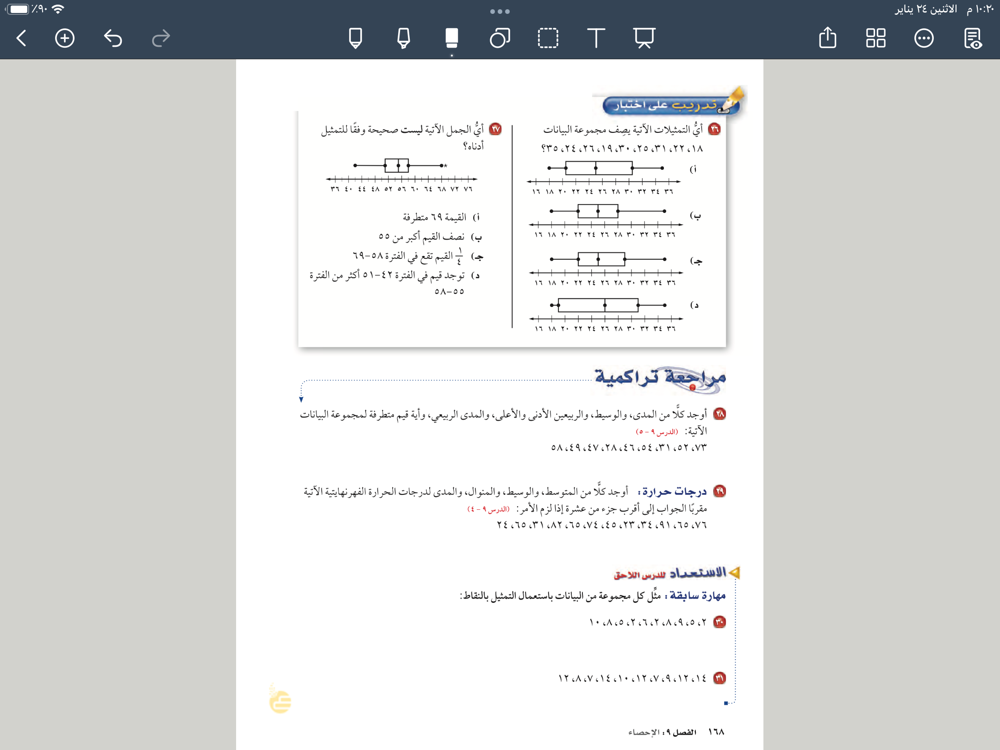 ١٠:٢٠ م الاثنين ٢٤ يناير
٪٩٠
تدريب على اختبار
٢٦ أيُّ التمثيلات الآتية يصِف مجموعة البيانات
١٨، ٢٢، ٣١، ٢٥، ٣٠، ١٩، ٢٦، ٢٤، ٣٥؟
أ)
١٦ ١٨ ٢٠ ٢٢ ٢٤ ٢٦ ٢٨ ٣٠ ٣٢ ٣٤ ٣٦
ب)
١٦ ١٨ ٢٠ ٢٢ ٢٤ ٢٦ ٢٨ ٣٠ ٣٢ ٣٤ ٣٦
جـ)
١٦ ١٨ ٢٠ ٢٢ ٢٤ ٢٦ ٢٨ ٣٠ ٣٢ ٣٤ ٣٦
د)
١٦ ١٨ ٢٠ ٢٢ ٢٤ ٢٦ ٢٨ ٣٠ ٣٢ ٣٤ ٣٦
٢٧ أيُّ الجمل الآتية ليست صحيحة وفقًا للتمثيل
أدناه؟
*
٣٦ ٤٠ ٤٤ ٤٨ ٥٢ ٥٦ ٦٠ ٦٤ ٦٨ ٧٢ ٧٦
أ) القيمة ٦٩ متطرفة
ب) نصف القيم أكبر من ٥٥
جـ) ١/٤ القيم تقع في الفترة ٥٨–٦٩
د) توجد قيم في الفترة ٤٢–٥١ أكثر من الفترة
٥٥–٥٨
مراجعة تراكمية
٢٨ أوجد كلًّا من المدى، والوسيط، والربيعين الأدنى والأعلى، والمدى الربيعي، وأية قيم متطرفة لمجموعة البيانات
الآتية: (الدرس ٩ – ٥)
٧٣، ٥٢، ٣١، ٥٤، ٤٦، ٢٨، ٤٧، ٤٩، ٥٨
٢٩ درجات حرارة: أوجد كلًّا من المتوسط، والوسيط، والمنوال، والمدى لدرجات الحرارة الفهرنهايتية الآتية
مقربًا الجواب إلى أقرب جزء من عشرة إذا لزم الأمر: (الدرس ٩ – ٤)
٧٦، ٦٥، ٩١، ٣٤، ٢٣، ٤٥، ٧٤، ٦٥، ٨٢، ٣١، ٦٥، ٢٤
الاستعداد للدرس اللاحق
مهارة سابقة: مثِّل كل مجموعة من البيانات باستعمال التمثيل بالنقاط:
٣٠ ٢، ٥، ٩، ٨، ٢، ٦، ٢، ٥، ٨، ١٠
٣١ ١٤، ١٢، ٩، ٧، ١٢، ١٠، ١٤، ٧، ٨، ١٢
١٦٨ الفصل ٩: الإحصاء